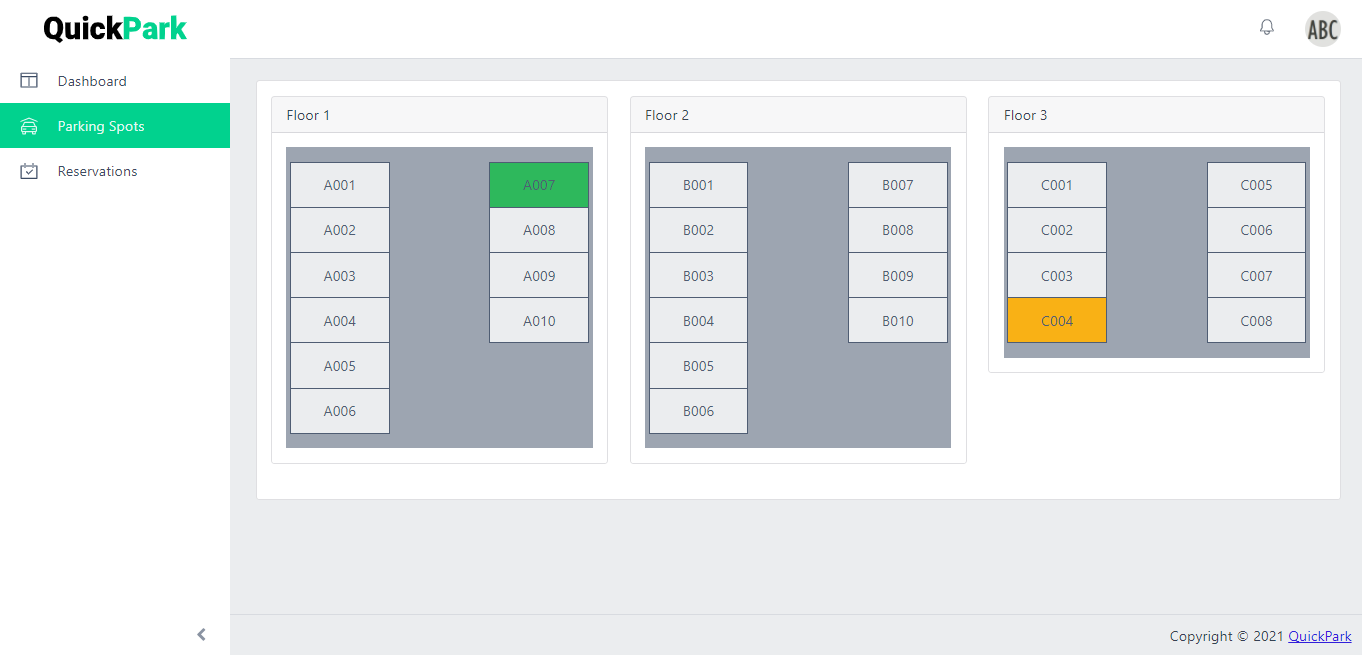 QuickPark
ABC
Dashboard
Parking Spots
Reservations
Floor 1
A001
A002
A003
A004
A005
A006
A007
A008
A009
A010
Floor 2
B001
B002
B003
B004
B005
B006
B007
B008
B009
B010
Floor 3
C001
C002
C003
C004
C005
C006
C007
C008
Copyright © 2021 QuickPark